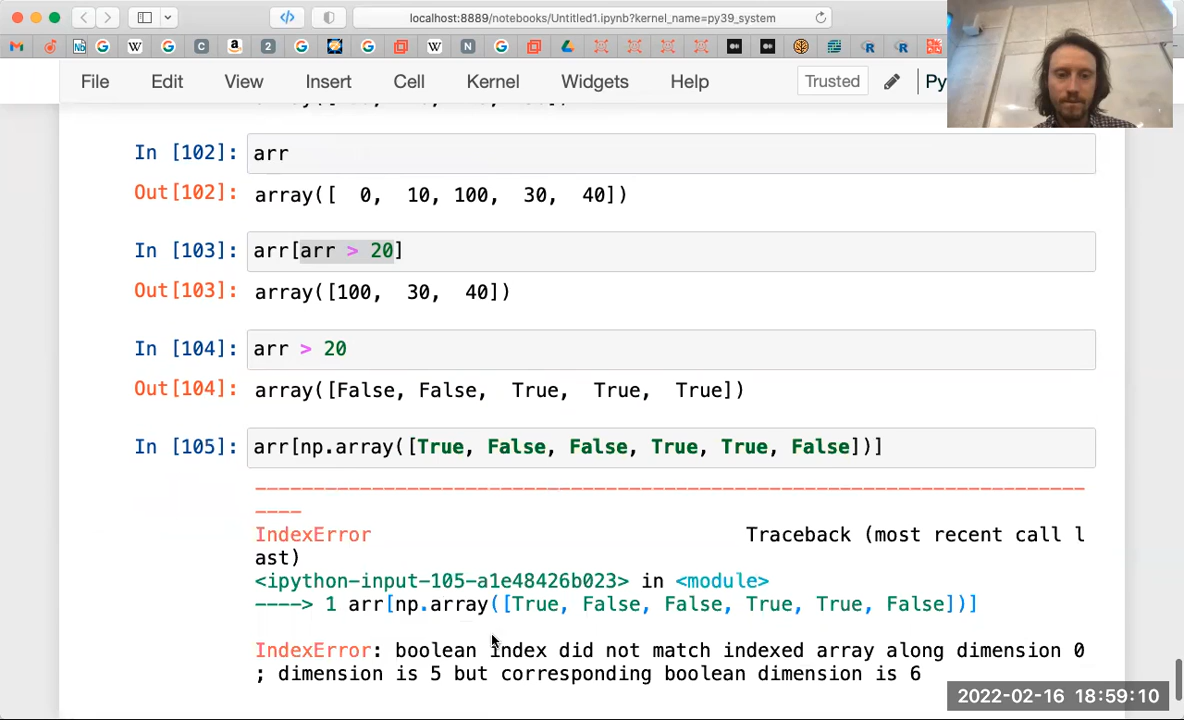 localhost:8889/notebooks/Untitled1.ipynb?kernel_name=py39_system
File Edit View Insert Cell Kernel Widgets Help Trusted Py
In [102]: arr
Out[102]: array([  0,  10, 100,  30,  40])
In [103]: arr[arr > 20]
Out[103]: array([100,  30,  40])
In [104]: arr > 20
Out[104]: array([False, False,  True,  True,  True])
In [105]: arr[np.array([True, False, False, True, True, False])]
---------------------------------------------------------------------------
----
IndexError                                Traceback (most recent call l
ast)
<ipython-input-105-a1e48426b023> in <module>
----> 1 arr[np.array([True, False, False, True, True, False])]
IndexError: boolean index did not match indexed array along dimension 0
; dimension is 5 but corresponding boolean dimension is 6
2022-02-16 18:59:10